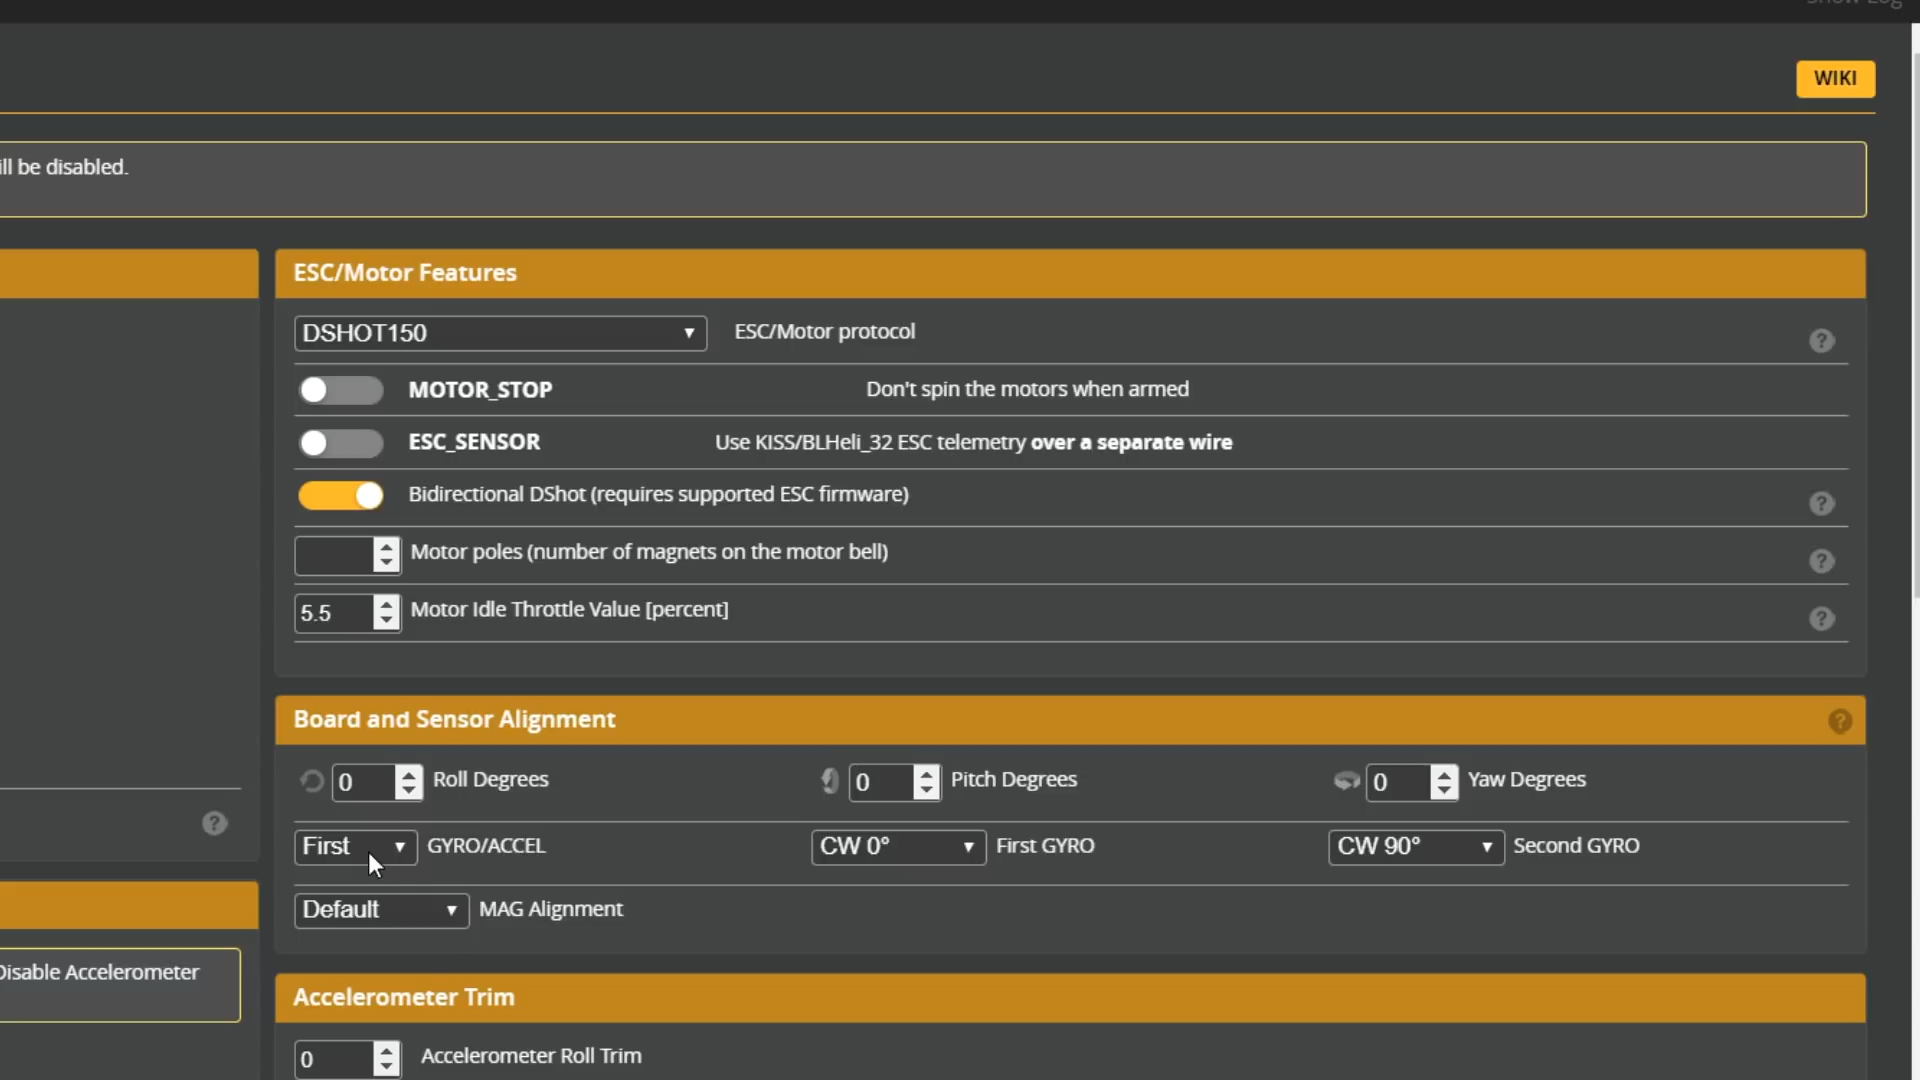 Show Log
WIKI
ill be disabled.
ESC/Motor Features
DSHOT150 ESC/Motor protocol
MOTOR_STOP Don't spin the motors when armed
ESC_SENSOR Use KISS/BLHeli_32 ESC telemetry over a separate wire
Bidirectional DShot (requires supported ESC firmware)
Motor poles (number of magnets on the motor bell)
5.5 Motor Idle Throttle Value [percent]
Board and Sensor Alignment
0 Roll Degrees 0 Pitch Degrees 0 Yaw Degrees
First GYRO/ACCEL CW 0° First GYRO CW 90° Second GYRO
Default MAG Alignment
Disable Accelerometer
Accelerometer Trim
0 Accelerometer Roll Trim